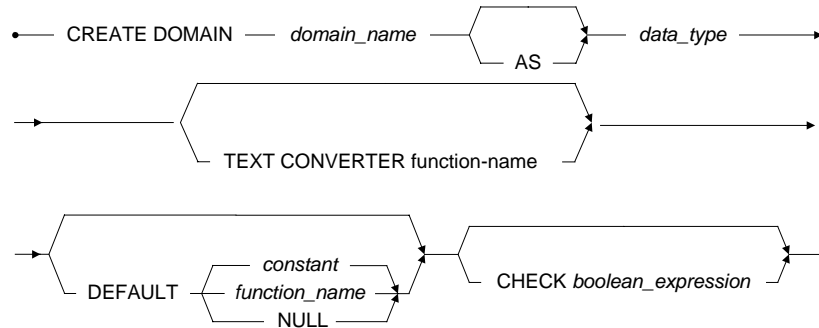 CREATE DOMAIN domain_name data_type
AS
TEXT CONVERTER function-name
constant
DEFAULT function_name CHECK boolean_expression
NULL